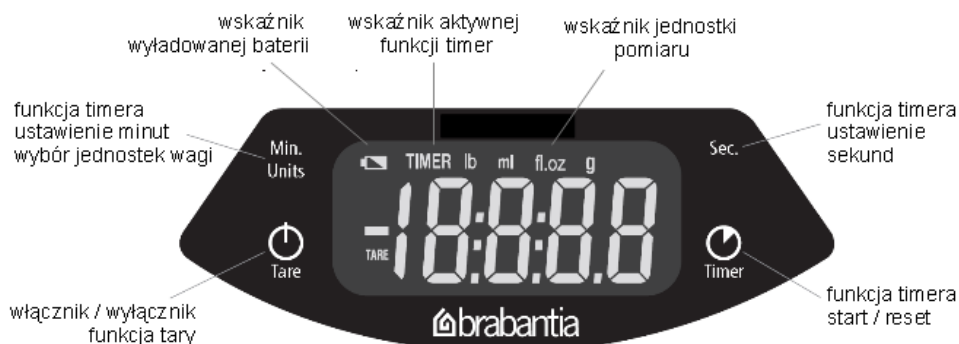 wskaźnik
wyładowanej baterii
wskaźnik aktywnej
funkcji timer
wskaźnik jednostki
pomiaru
funkcja timera
ustawienie minut
wybór jednostek wagi
funkcja timera
ustawienie
sekund
Min.
Units
TIMER lb ml fl.oz g
Sec.
-18:8:8.8
TARE
Tare
Timer
włącznik / wyłącznik
funkcja tary
brabantia
funkcja timera
start / reset